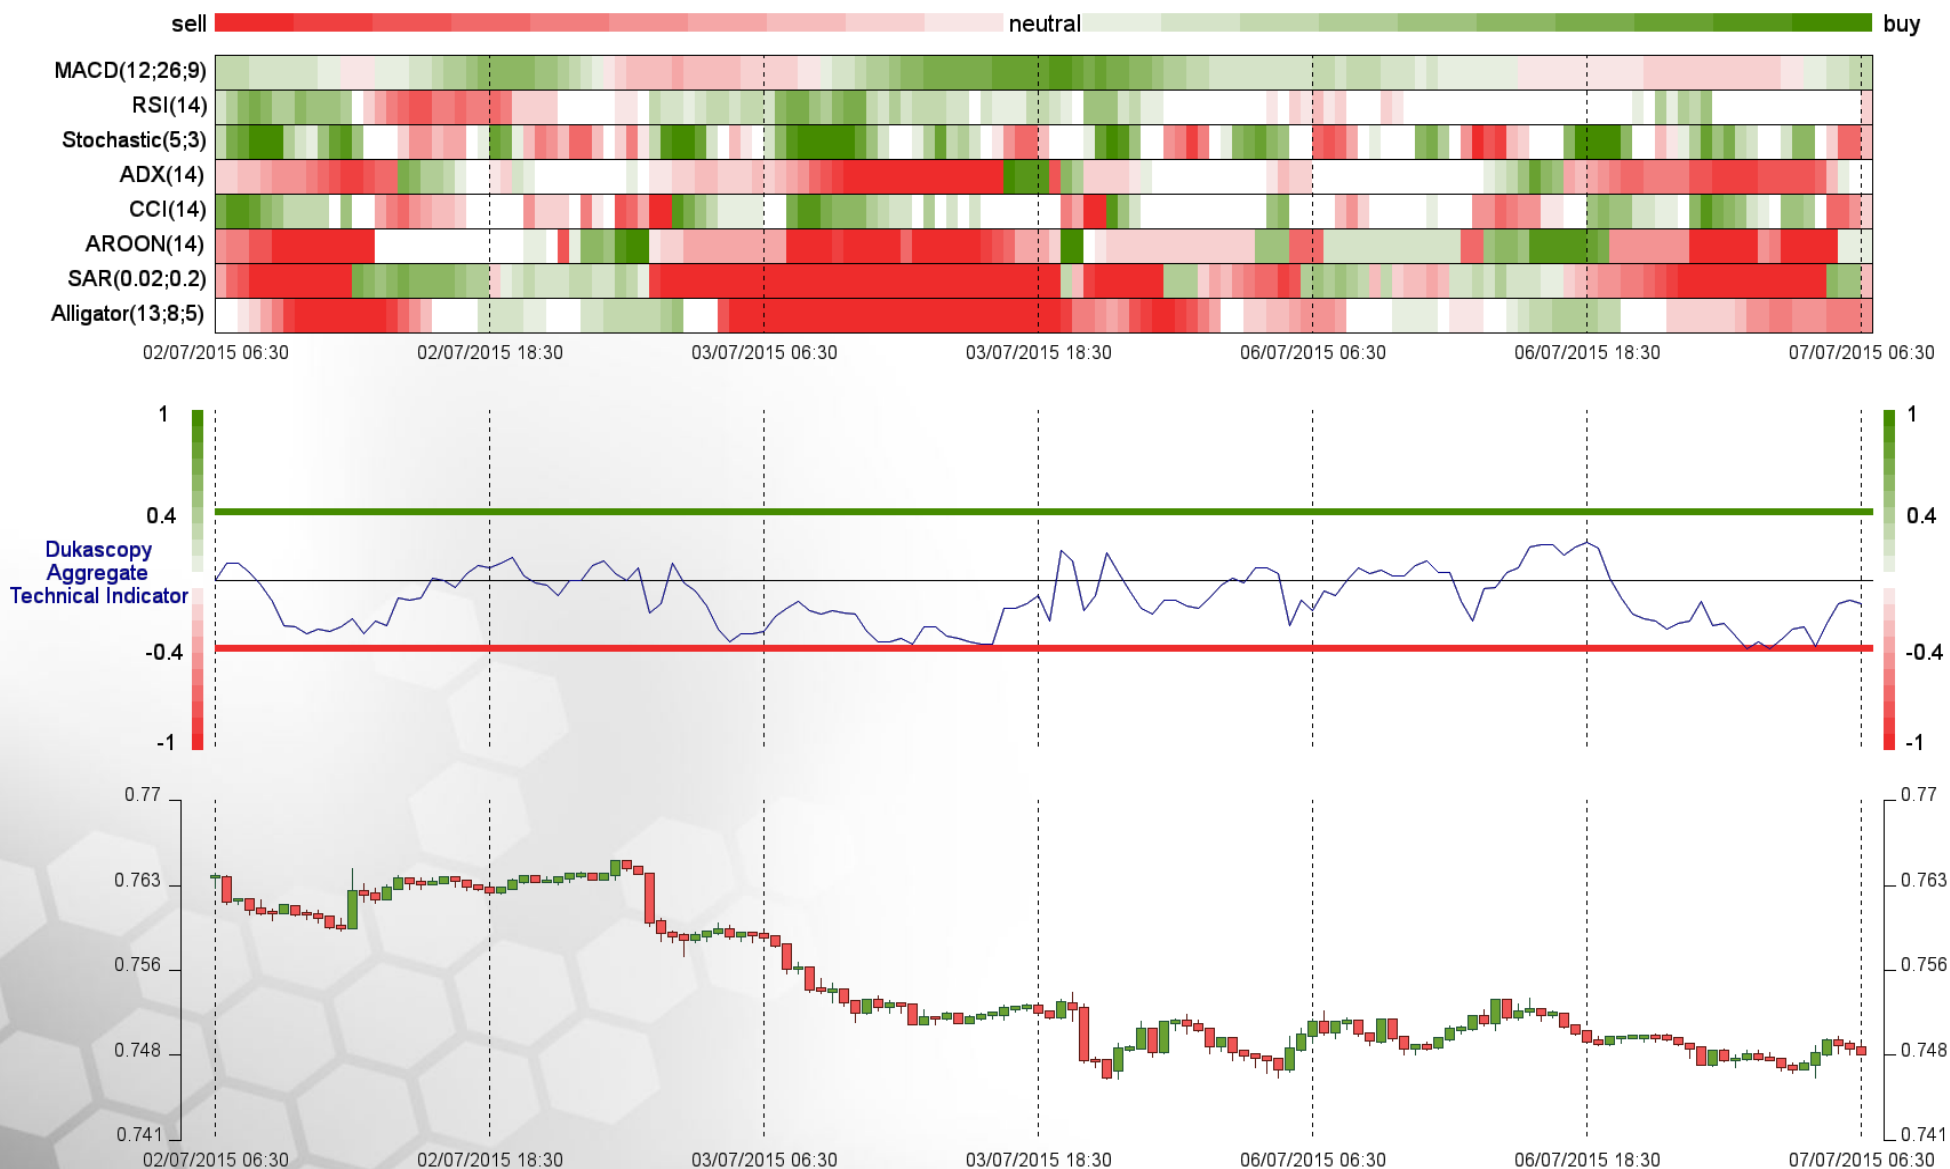 sell neutral buy
MACD(12;26;9)
RSI(14)
Stochastic(5;3)
ADX(14)
CCI(14)
AROON(14)
SAR(0.02;0.2)
Alligator(13;8;5)
02/07/2015 06:30 02/07/2015 18:30 03/07/2015 06:30 03/07/2015 18:30 06/07/2015 06:30 06/07/2015 18:30 07/07/2015 06:30
1 1
0.4 0.4
Dukascopy
Aggregate
Technical Indicator
-0.4 -0.4
-1 -1
0.77 0.77
0.763 0.763
0.756 0.756
0.748 0.748
0.741 0.741
02/07/2015 06:30 02/07/2015 18:30 03/07/2015 06:30 03/07/2015 18:30 06/07/2015 06:30 06/07/2015 18:30 07/07/2015 06:30